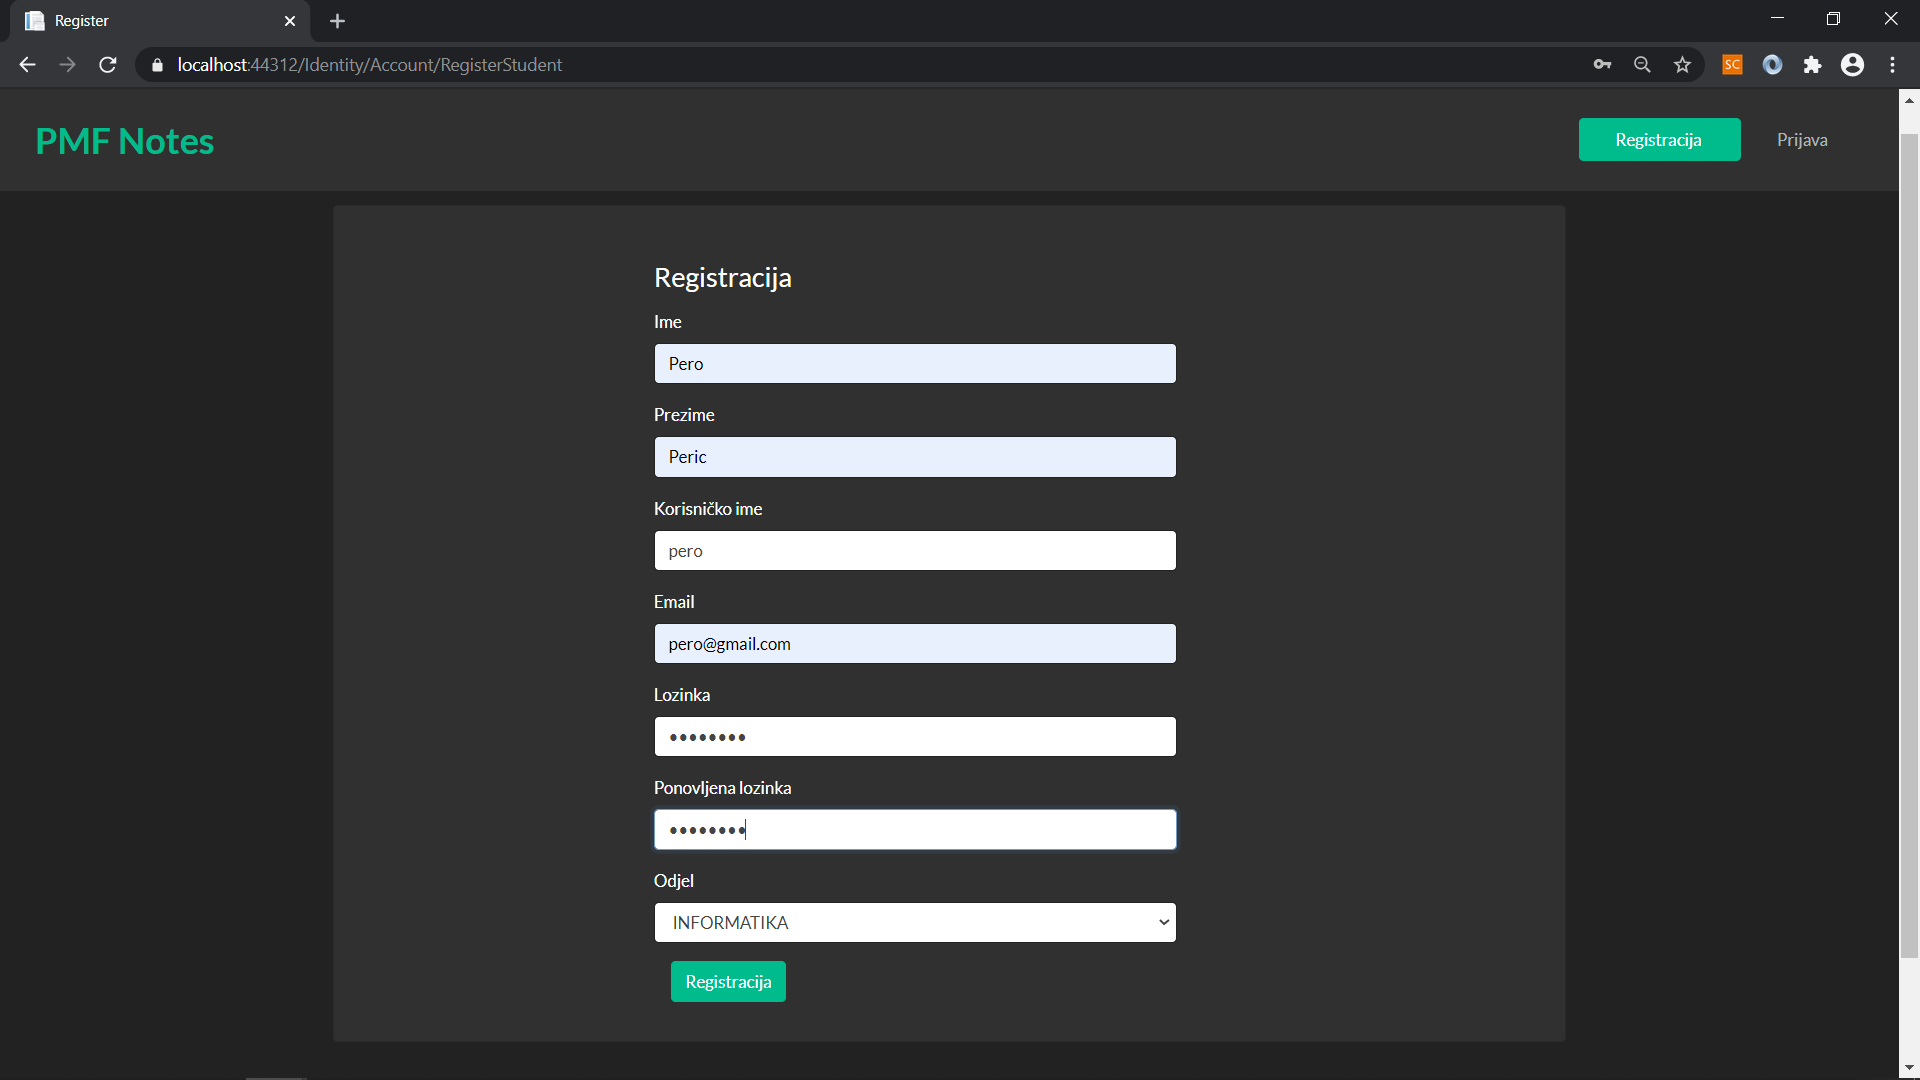 Register
localhost:44312/Identity/Account/RegisterStudent
SC
PMF Notes
Registracija
Prijava
Registracija
Ime
Pero
Prezime
Peric
Korisničko ime
pero
Email
pero@gmail.com
Lozinka
••••••••
Ponovljena lozinka
••••••••
Odjel
INFORMATIKA
Registracija